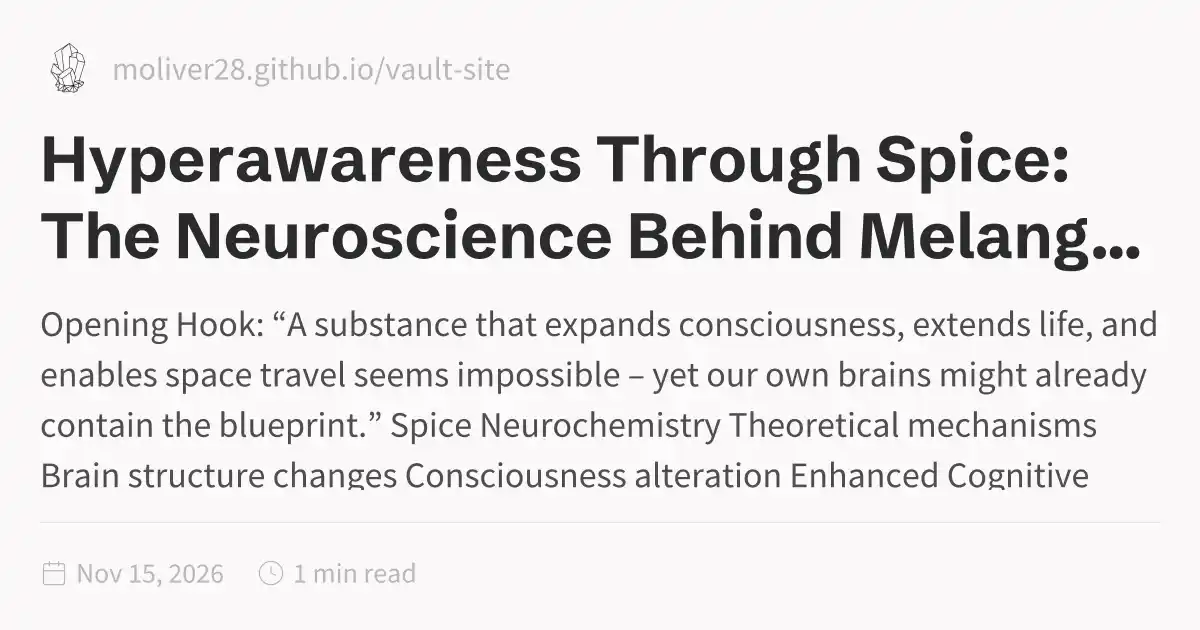 moliver28.github.io/vault-site
Hyperawareness Through Spice:
The Neuroscience Behind Melang...
Opening Hook: “A substance that expands consciousness, extends life, and
enables space travel seems impossible – yet our own brains might already
contain the blueprint.” Spice Neurochemistry Theoretical mechanisms
Brain structure changes Consciousness alteration Enhanced Cognitive
Nov 15, 2026
1 min read